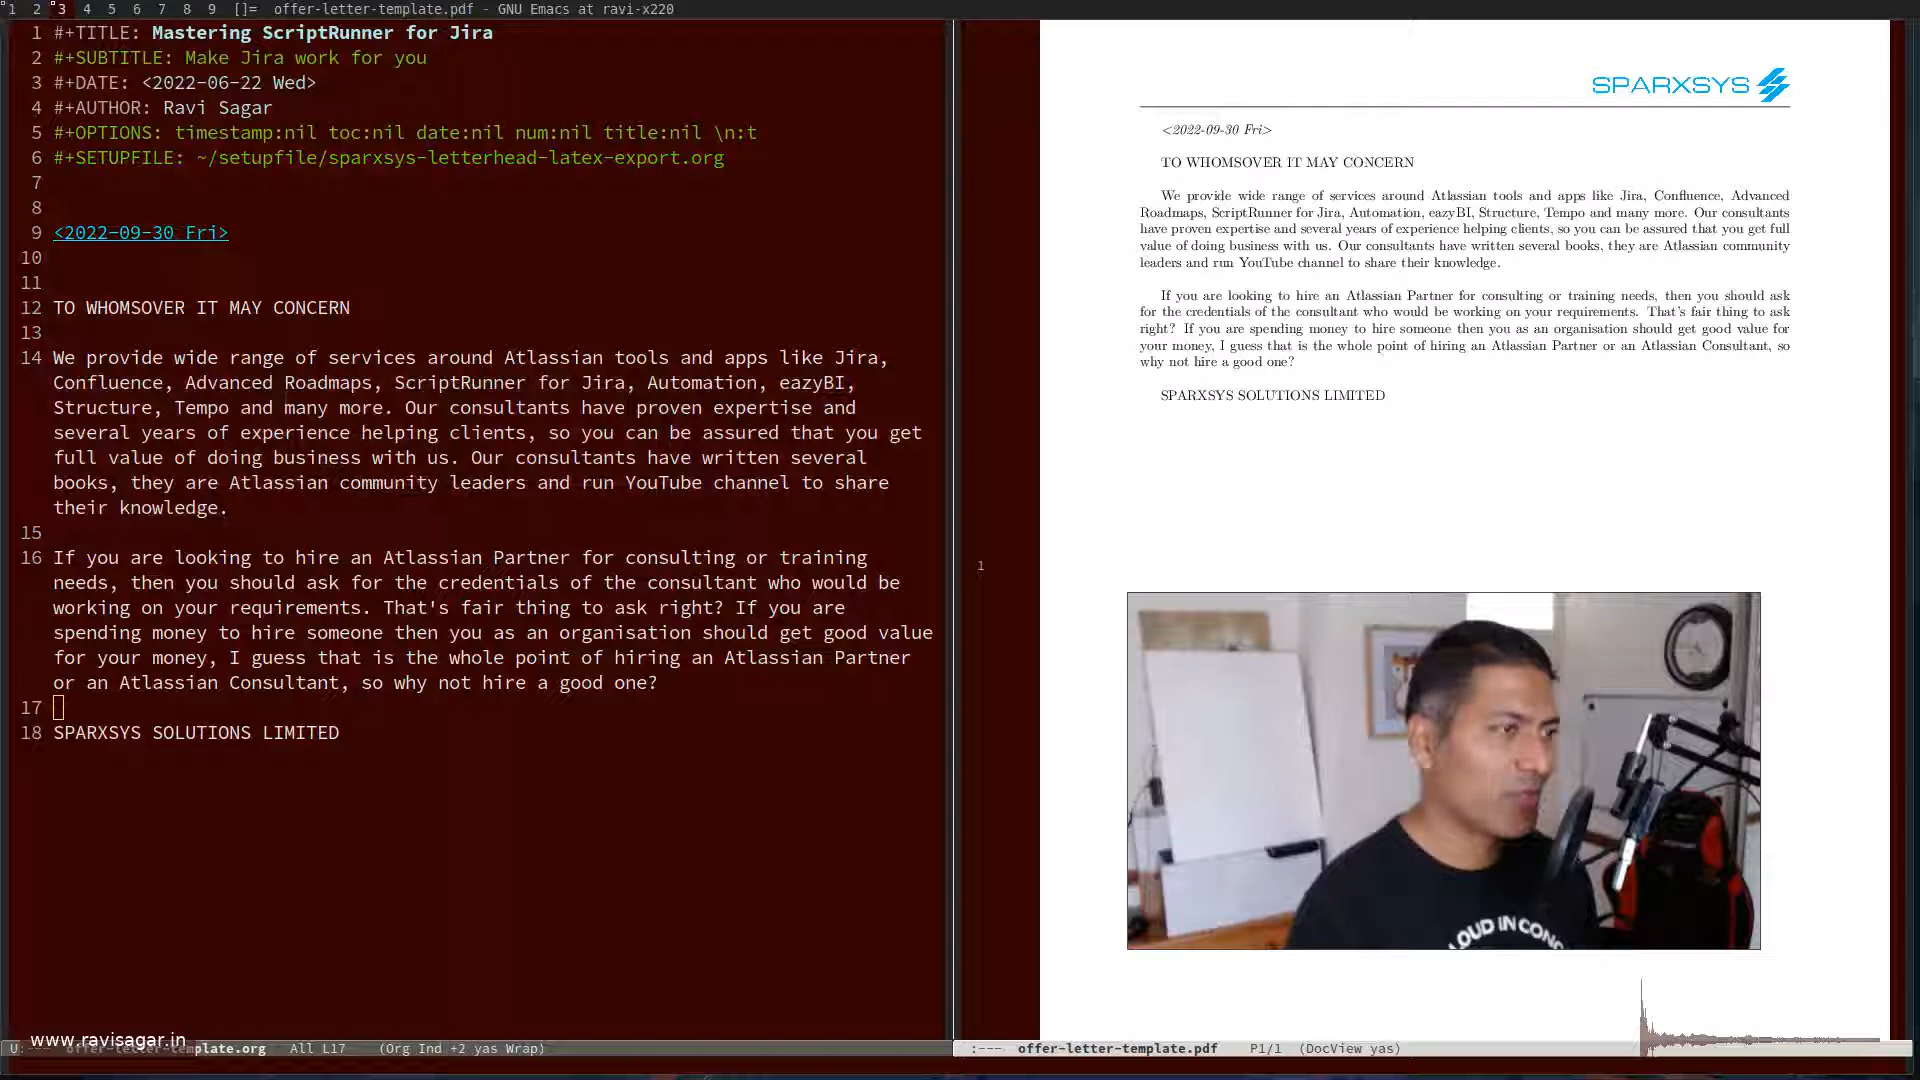 1 2 3 4 5 6 7 8 9 []= offer-letter-template.pdf - GNU Emacs at ravi-x220
1 #+TITLE: Mastering ScriptRunner for Jira
2 #+SUBTITLE: Make Jira work for you
3 #+DATE: <2022-06-22 Wed>
4 #+AUTHOR: Ravi Sagar
5 #+OPTIONS: timestamp:nil toc:nil date:nil num:nil title:nil \n:t
6 #+SETUPFILE: ~/setupfile/sparxsys-letterhead-latex-export.org
7
8
9 <2022-09-30 Fri>
10
11
12 TO WHOMSOVER IT MAY CONCERN
13
14 We provide wide range of services around Atlassian tools and apps like Jira,
Confluence, Advanced Roadmaps, ScriptRunner for Jira, Automation, eazyBI,
Structure, Tempo and many more. Our consultants have proven expertise and
several years of experience helping clients, so you can be assured that you get
full value of doing business with us. Our consultants have written several
books, they are Atlassian community leaders and run YouTube channel to share
their knowledge.
15
16 If you are looking to hire an Atlassian Partner for consulting or training
needs, then you should ask for the credentials of the consultant who would be
working on your requirements. That's fair thing to ask right? If you are
spending money to hire someone then you as an organisation should get good value
for your money, I guess that is the whole point of hiring an Atlassian Partner
or an Atlassian Consultant, so why not hire a good one?
17
18 SPARXSYS SOLUTIONS LIMITED
www.ravisagar.in
U:--- offer-letter-template.org All L17 (Org Ind +2 yas Wrap)
SPARXSYS
<2022-09-30 Fri>
TO WHOMSOVER IT MAY CONCERN
We provide wide range of services around Atlassian tools and apps like Jira, Confluence, Advanced
Roadmaps, ScriptRunner for Jira, Automation, eazyBI, Structure, Tempo and many more. Our consultants
have proven expertise and several years of experience helping clients, so you can be assured that you get full
value of doing business with us. Our consultants have written several books, they are Atlassian community
leaders and run YouTube channel to share their knowledge.
If you are looking to hire an Atlassian Partner for consulting or training needs, then you should ask
for the credentials of the consultant who would be working on your requirements. That's fair thing to ask
right? If you are spending money to hire someone then you as an organisation should get good value for
your money, I guess that is the whole point of hiring an Atlassian Partner or an Atlassian Consultant, so
why not hire a good one?
SPARXSYS SOLUTIONS LIMITED
1
LOUD IN CONC
:--- offer-letter-template.pdf P1/1 (DocView yas)